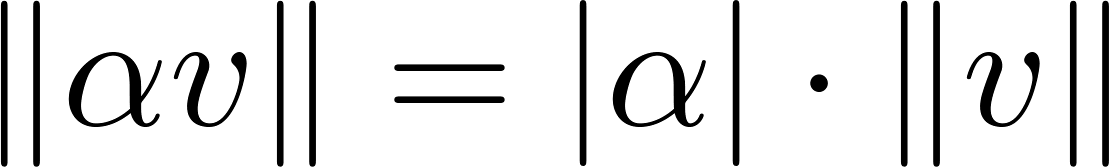 ‖αv‖ = |α| · ‖v‖